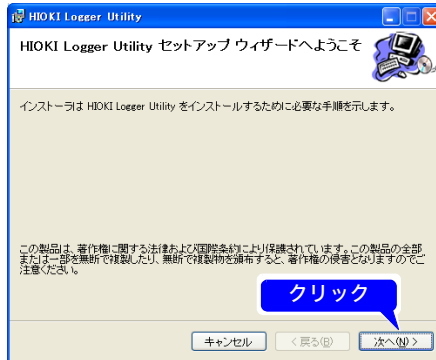 HIOKI Logger Utility
HIOKI Logger Utility セットアップ ウィザードへようこそ
インストーラは HIOKI Logger Utility をインストールするために必要な手順を示します。
この製品は、著作権に関する法律および国際条約により保護されています。この製品の全部
または一部を無断で複製したり、無断で複製物を頒布すると、著作権の侵害となりますのでご
注意ください。
クリック
キャンセル
< 戻る(B)
次へ(N) >